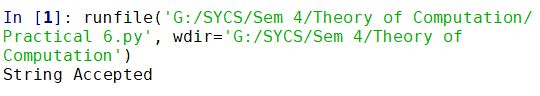 In [1]: runfile('G:/SYCS/Sem 4/Theory of Computation/
Practical 6.py', wdir='G:/SYCS/Sem 4/Theory of
Computation')
String Accepted